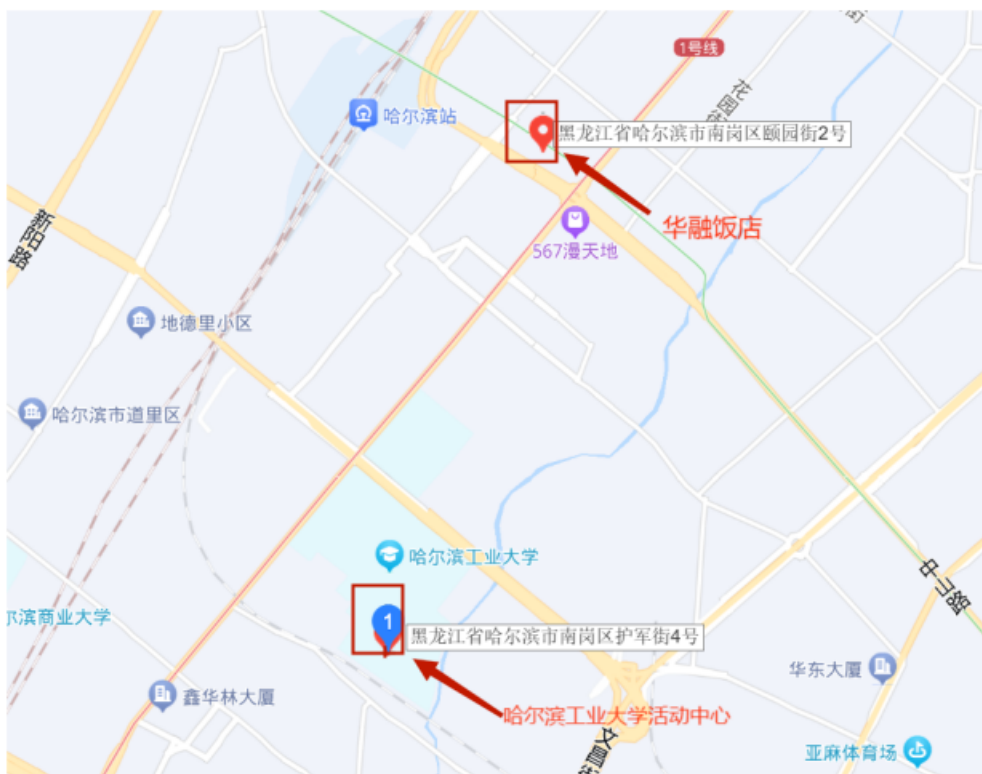 街
1号线
花园街
哈尔滨站
黑龙江省哈尔滨市南岗区颐园街2号
华融饭店
新阳路
567漫天地
地德里小区
哈尔滨市道里区
哈尔滨工业大学
中山路
尔滨商业大学
1
黑龙江省哈尔滨市南岗区护军街4号
华东大厦
鑫华林大厦
哈尔滨工业大学活动中心
文昌街
亚麻体育场